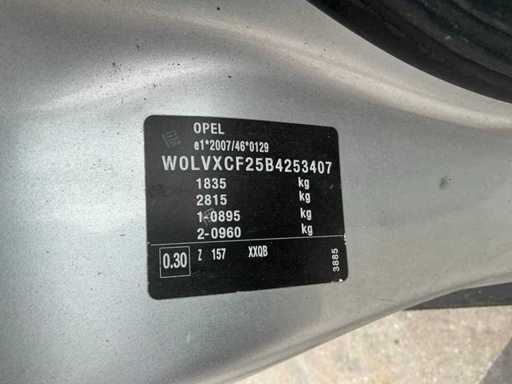 OPEL
e1*2007/46*0129
W0LVXCF25B4253407
1835 kg
2815 kg
1-0895 kg
2-0960 kg
0.30 Z 157 XXQB
3885